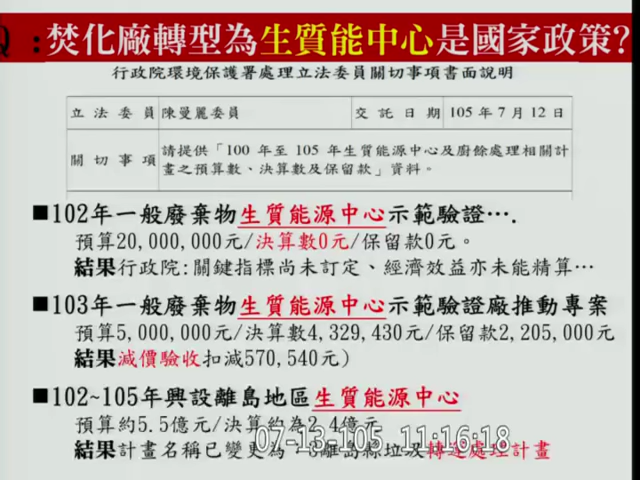 Q :焚化廠轉型為生質能中心是國家政策?
行政院環境保護署處理立法委員關切事項書面說明
立法委員 陳曼麗委員 交託日期 105年7月12日
關切事項 請提供「100 年至 105 年生質能源中心及廚餘處理相關計
畫之預算數、決算數及保留款」資料。
■102年一般廢棄物生質能源中心示範驗證….
預算20,000,000元/決算數0元/保留款0元。
結果行政院:關鍵指標尚未訂定、經濟效益亦未能精算…
■103年一般廢棄物生質能源中心示範驗證廠推動專案
預算5,000,000元/決算數4,329,430元/保留款2,205,000元
結果減價驗收扣減570,540元)
■102~105年興設離島地區生質能源中心
預算約5.5億元/決算約為2.4億元
結果計畫名稱已變更為:3離島綠垃及轉運處理計畫
07-13-105 11:16:18